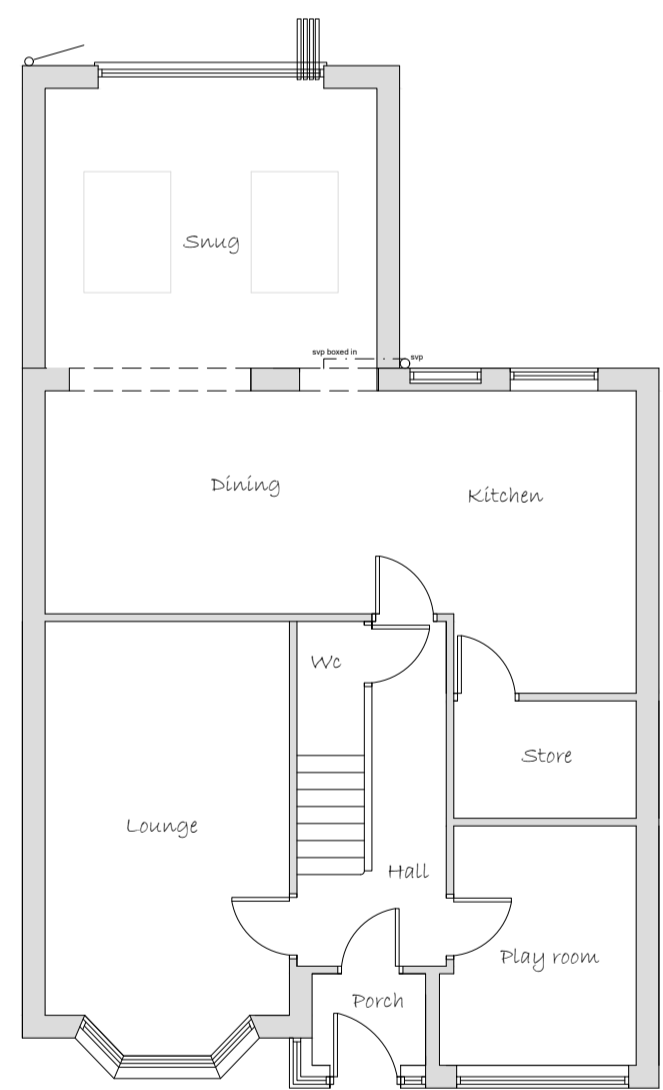 Snug
svp boxed in
svp
Dining
Kitchen
Wc
Store
Lounge
Hall
Play room
Porch